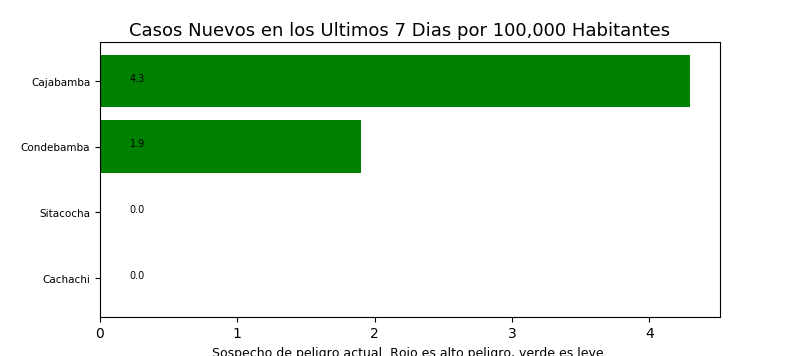 Casos Nuevos en los Ultimos 7 Dias por 100,000 Habitantes
Cajabamba 4.3
Condebamba 1.9
Sitacocha 0.0
Cachachi 0.0
0 1 2 3 4
Sospecho de peligro actual. Rojo es alto peligro, verde es leve